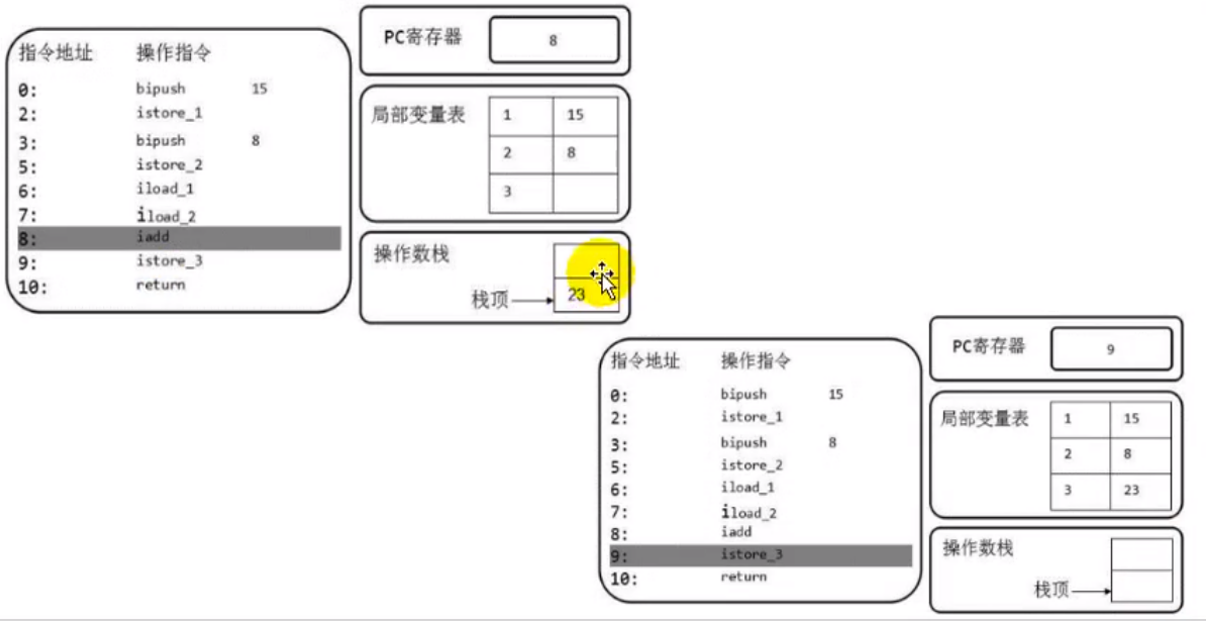 指令地址 操作指令
0: bipush 15
2: istore_1
3: bipush 8
5: istore_2
6: iload_1
7: iload_2
8: iadd
9: istore_3
10: return
PC寄存器 8
局部变量表 1 15
2 8
3
操作数栈
栈顶 23
指令地址 操作指令
0: bipush 15
2: istore_1
3: bipush 8
5: istore_2
6: iload_1
7: iload_2
8: iadd
9: istore_3
10: return
PC寄存器 9
局部变量表 1 15
2 8
3 23
操作数栈
栈顶